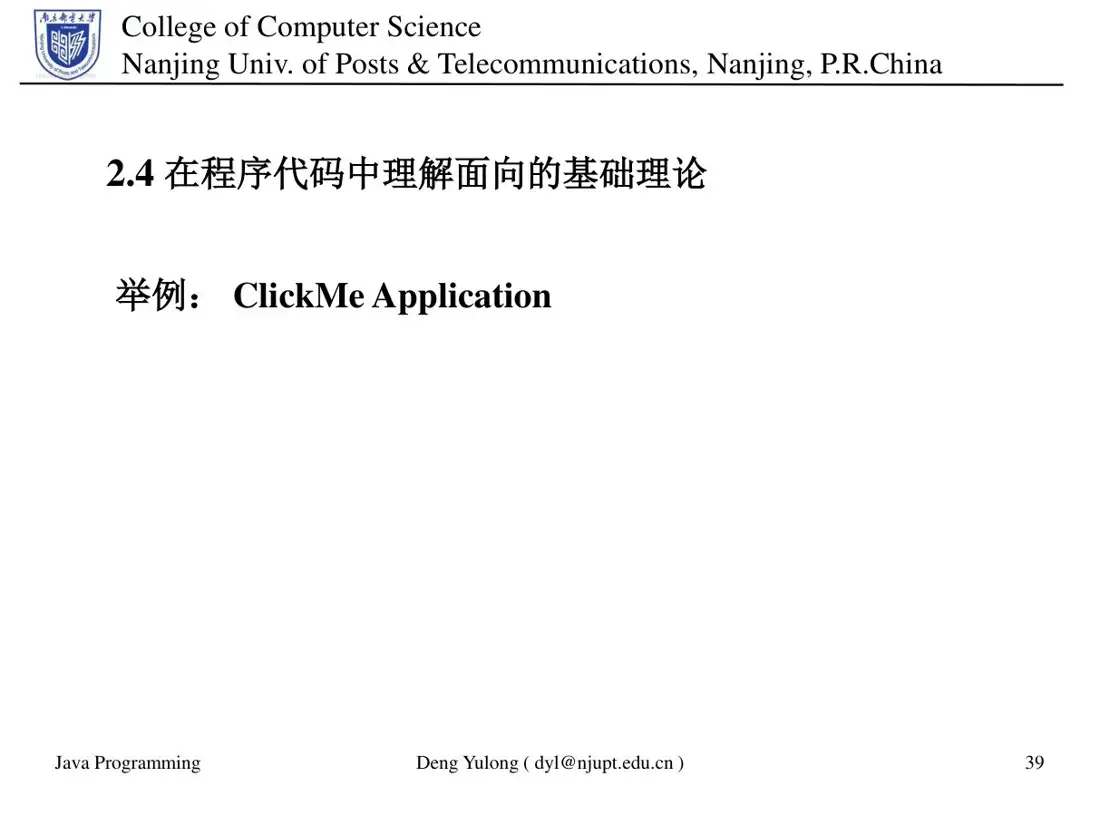 College of Computer Science
Nanjing Univ. of Posts & Telecommunications, Nanjing, P.R.China
2.4 在程序代码中理解面向的基础理论
举例： ClickMe Application
Java Programming
Deng Yulong ( dyl@njupt.edu.cn )
39